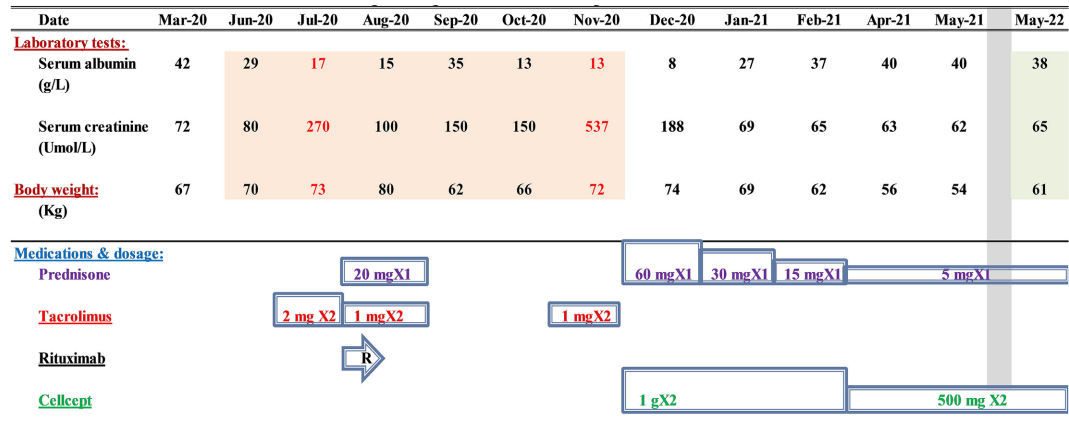 Date Mar-20 Jun-20 Jul-20 Aug-20 Sep-20 Oct-20 Nov-20 Dec-20 Jan-21 Feb-21 Apr-21 May-21 May-22
Laboratory tests:
Serum albumin 42 29 17 15 35 13 13 8 27 37 40 40 38
(g/L)
Serum creatinine 72 80 270 100 150 150 537 188 69 65 63 62 65
(Umol/L)
Body weight: 67 70 73 80 62 66 72 74 69 62 56 54 61
(Kg)
Medications & dosage:
Prednisone 20 mgX1 60 mgX1 30 mgX1 15 mgX1 5 mgX1
Tacrolimus 2 mg X2 1 mgX2 1 mgX2
Rituximab R
Cellcept 1 gX2 500 mg X2